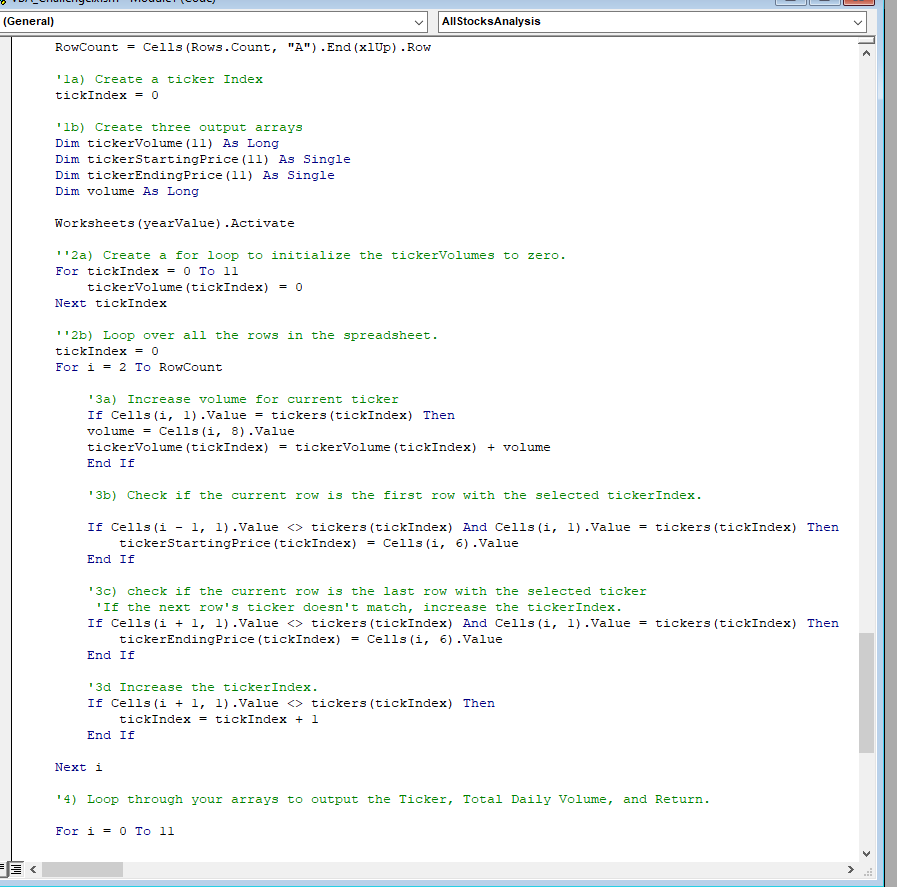 (General)    AllStocksAnalysis
RowCount = Cells(Rows.Count, "A").End(xlUp).Row
'1a) Create a ticker Index
tickIndex = 0
'1b) Create three output arrays
Dim tickerVolume(11) As Long
Dim tickerStartingPrice(11) As Single
Dim tickerEndingPrice(11) As Single
Dim volume As Long
Worksheets(yearValue).Activate
''2a) Create a for loop to initialize the tickerVolumes to zero.
For tickIndex = 0 To 11
    tickerVolume(tickIndex) = 0
Next tickIndex
''2b) Loop over all the rows in the spreadsheet.
tickIndex = 0
For i = 2 To RowCount
    '3a) Increase volume for current ticker
    If Cells(i, 1).Value = tickers(tickIndex) Then
    volume = Cells(i, 8).Value
    tickerVolume(tickIndex) = tickerVolume(tickIndex) + volume
    End If
    '3b) Check if the current row is the first row with the selected tickerIndex.
    If Cells(i - 1, 1).Value <> tickers(tickIndex) And Cells(i, 1).Value = tickers(tickIndex) Then
        tickerStartingPrice(tickIndex) = Cells(i, 6).Value
    End If
    '3c) check if the current row is the last row with the selected ticker
     'If the next row's ticker doesn't match, increase the tickerIndex.
    If Cells(i + 1, 1).Value <> tickers(tickIndex) And Cells(i, 1).Value = tickers(tickIndex) Then
        tickerEndingPrice(tickIndex) = Cells(i, 6).Value
    End If
    '3d Increase the tickerIndex.
    If Cells(i + 1, 1).Value <> tickers(tickIndex) Then
        tickIndex = tickIndex + 1
    End If
Next i
'4) Loop through your arrays to output the Ticker, Total Daily Volume, and Return.
For i = 0 To 11